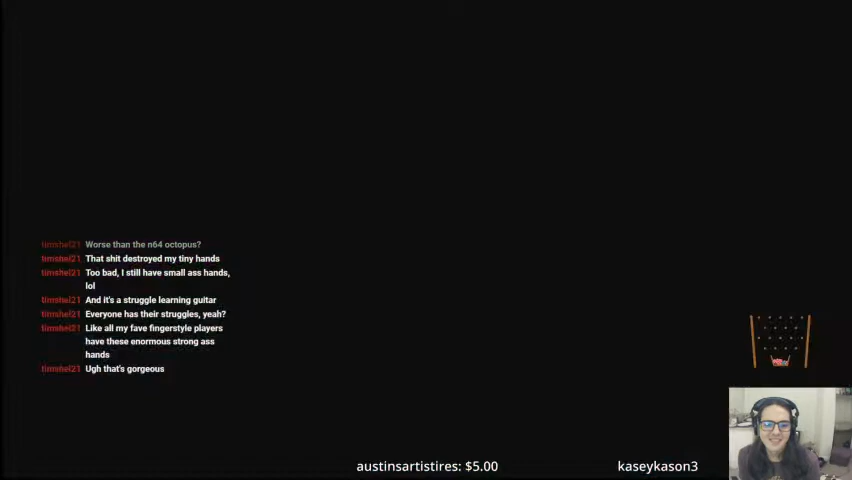 timshel21 Worse than the n64 octopus?
timshel21 That shit destroyed my tiny hands
timshel21 Too bad, I still have small ass hands,
lol
timshel21 And it's a struggle learning guitar
timshel21 Everyone has their struggles, yeah?
timshel21 Like all my fave fingerstyle players
have these enormous strong ass
hands
timshel21 Ugh that's gorgeous
austinsartistires: $5.00
kaseykason3